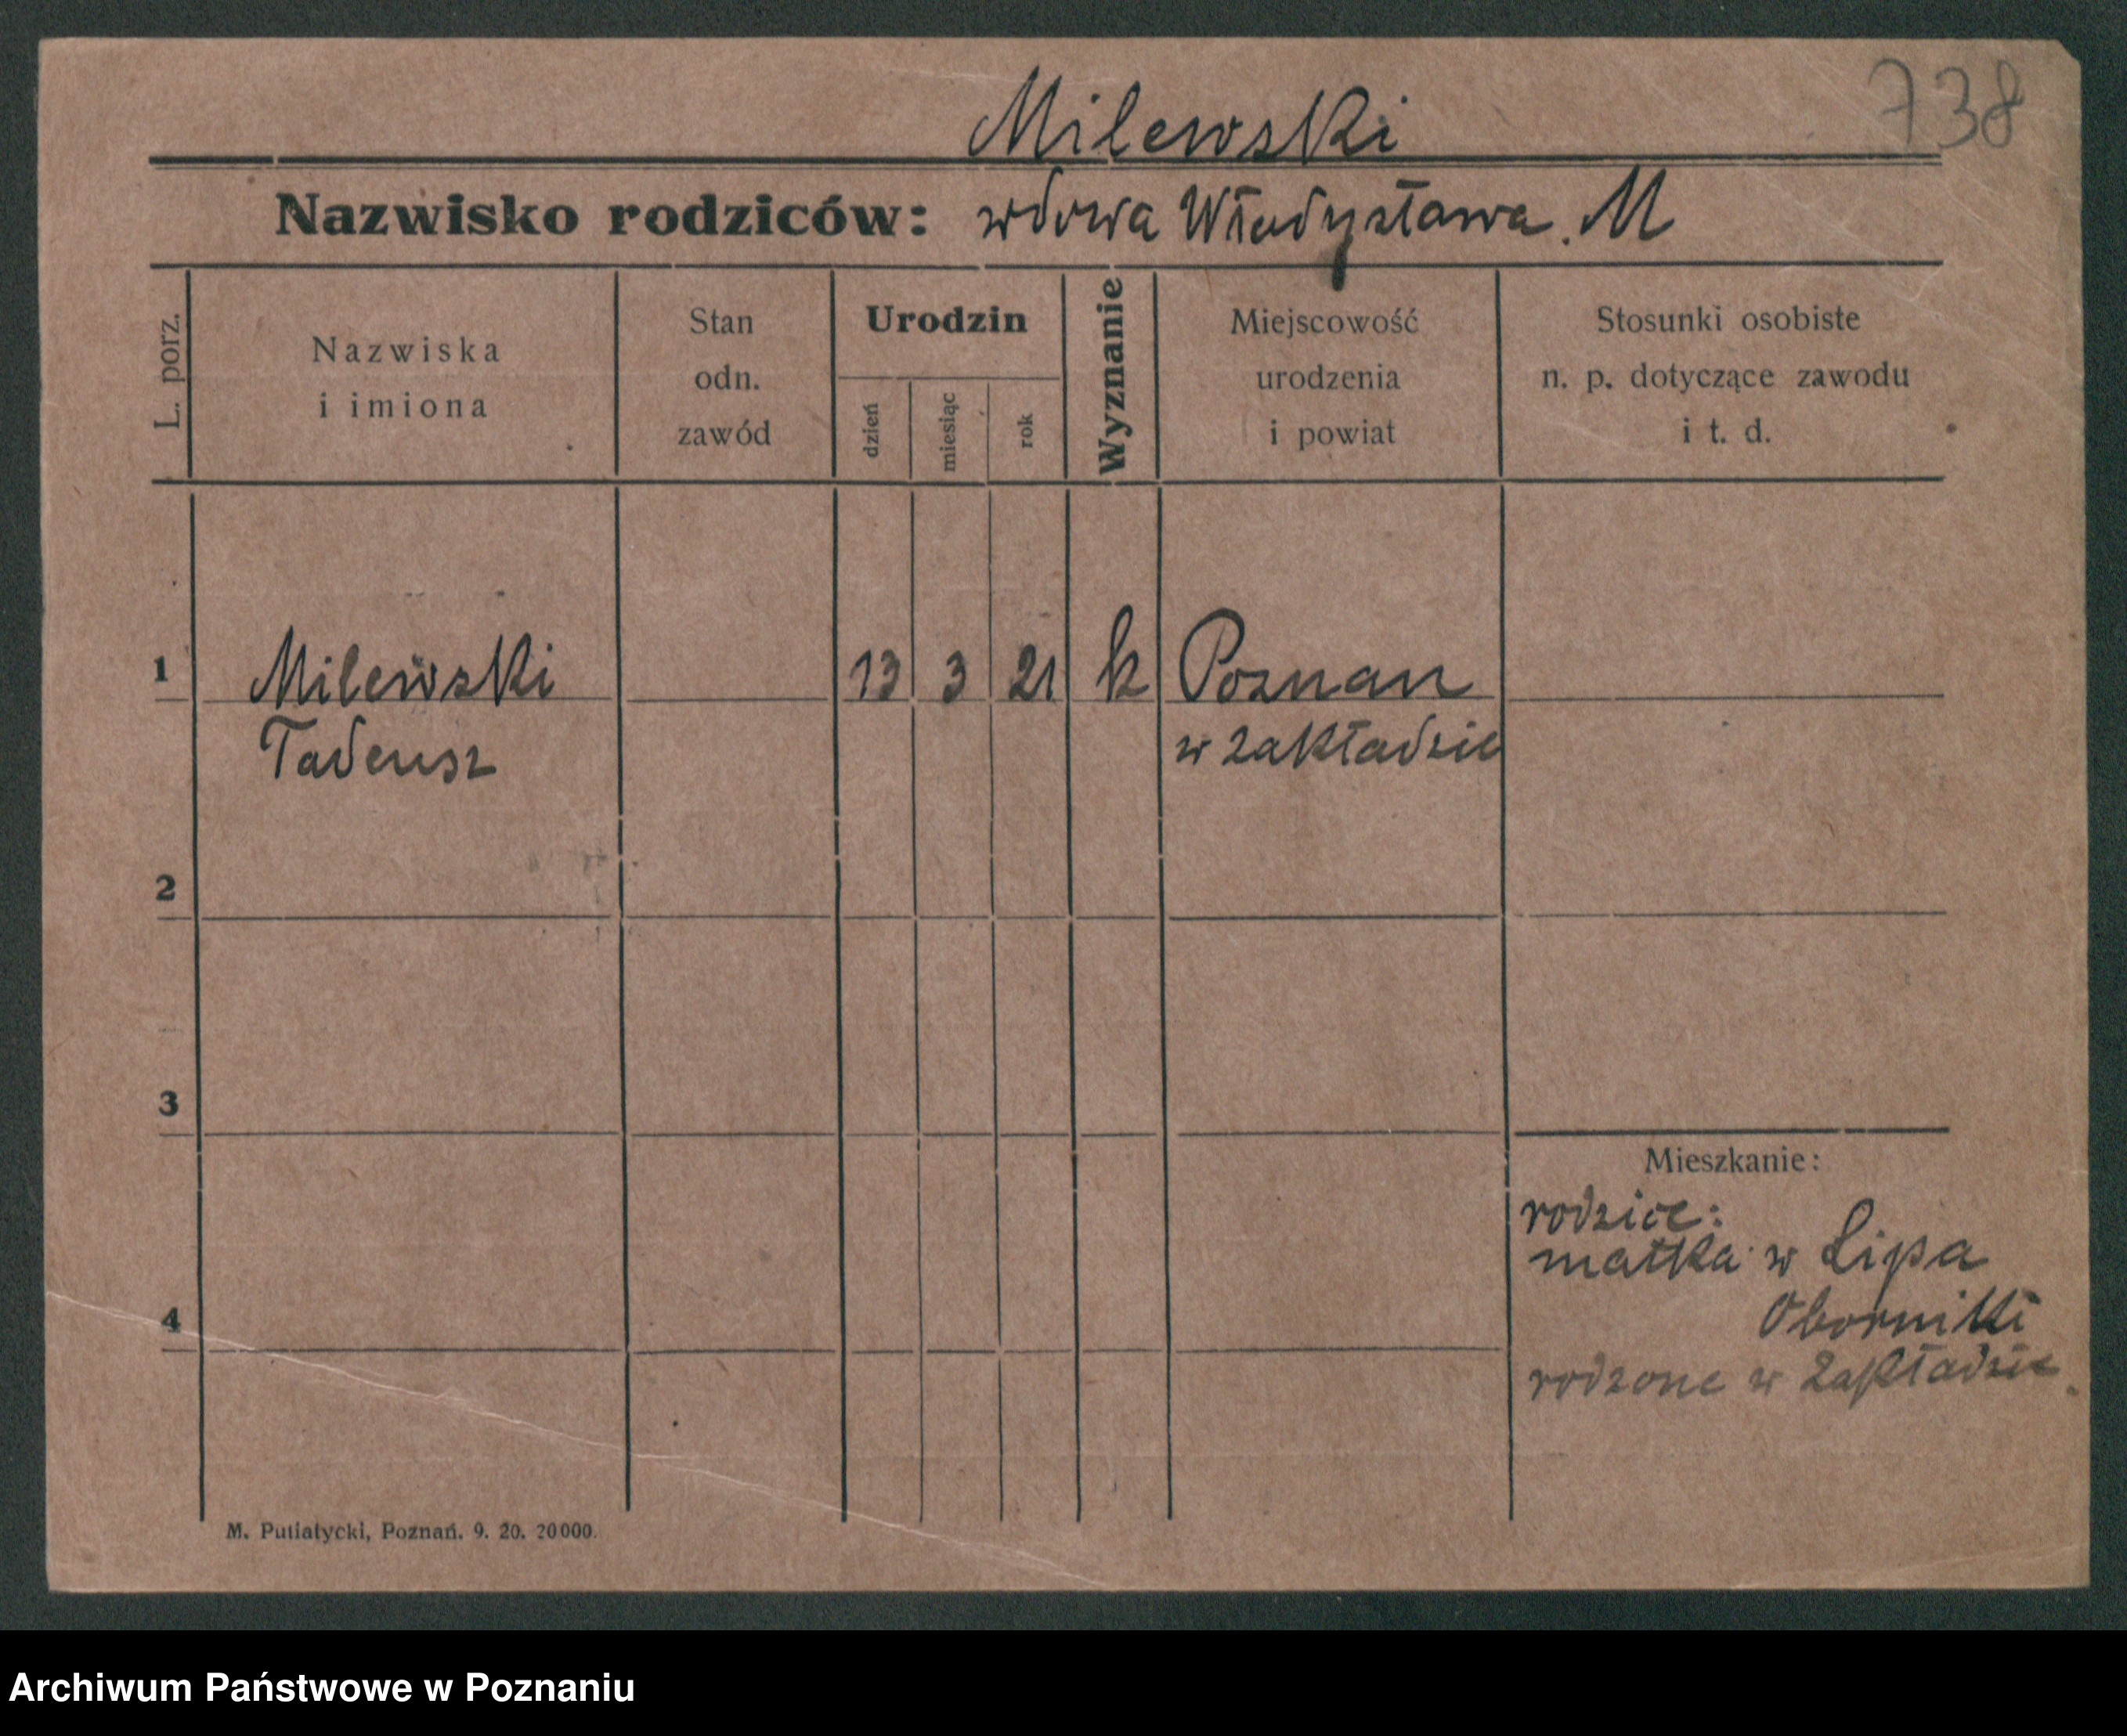 738
Milewski
Nazwisko rodziców: wdowa Władysława. M
L. porz.
Nazwiska
i imiona
Stan
odn.
zawód
Urodzin
dzień
miesiąc
rok
Wyznanie
Miejscowość
urodzenia
i powiat
Stosunki osobiste
n. p. dotyczące zawodu
i t. d.
1 Milewski 13 3 21 k Poznan
Tadeusz w zakładzie
2
3
Mieszkanie:
rodzice:
matka w Lipa
Oborniki
4
rodzone w zakładzie
M. Putiatycki, Poznań. 9. 20. 20000.
Archiwum Państwowe w Poznaniu